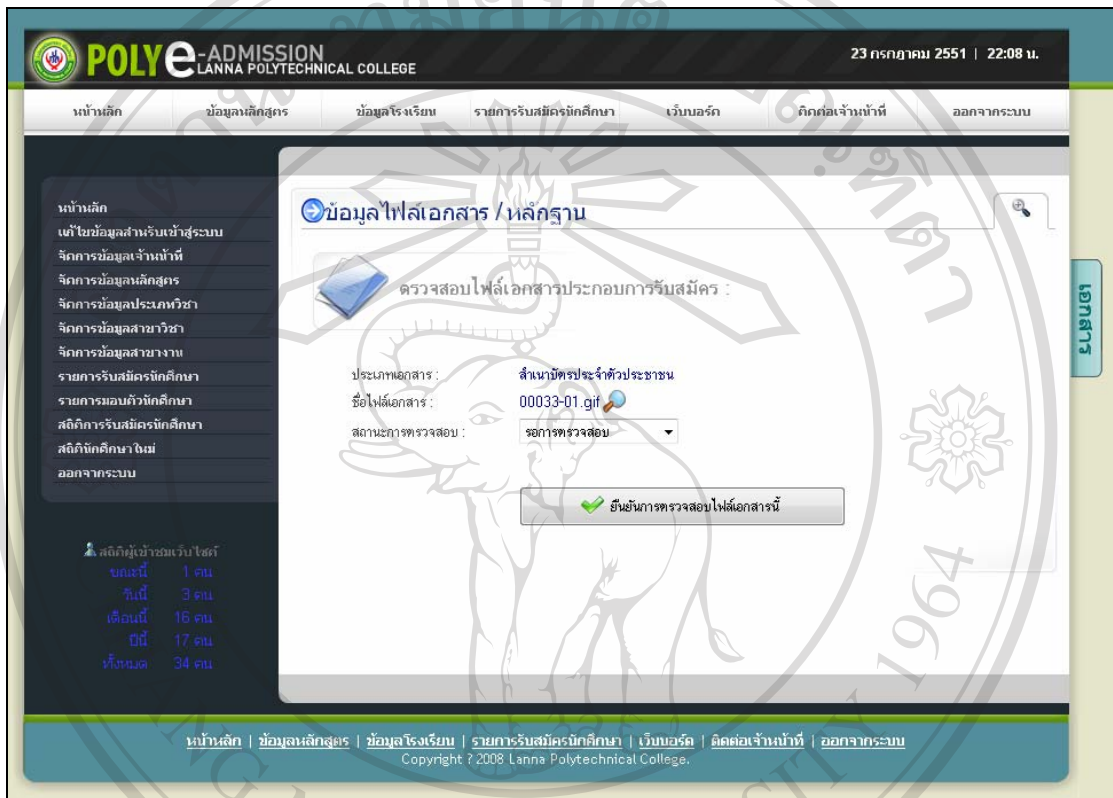 POLY e-ADMISSION
LANNA POLYTECHNICAL COLLEGE
23 กรกฎาคม 2551 | 22:08 น.
หน้าหลัก ข้อมูลหลักสูตร ข้อมูลโรงเรียน รายการรับสมัครนักศึกษา เว็บบอร์ด ติดต่อเจ้าหน้าที่ ออกจากระบบ
หน้าหลัก
แก้ไขข้อมูลสำหรับเข้าสู่ระบบ
จัดการข้อมูลเจ้าหน้าที่
จัดการข้อมูลหลักสูตร
จัดการข้อมูลประเภทวิชา
จัดการข้อมูลสาขาวิชา
จัดการข้อมูลสาขางาน
รายการรับสมัครนักศึกษา
รายการมอบตัวนักศึกษา
สถิติการรับสมัครนักศึกษา
สถิตินักศึกษาใหม่
ออกจากระบบ
สถิติผู้เข้าชมเว็บไซต์
ขณะนี้ 1 คน
วันนี้ 3 คน
เดือนนี้ 16 คน
ปีนี้ 17 คน
ทั้งหมด 34 คน
ข้อมูลไฟล์เอกสาร / หลักฐาน
ตรวจสอบไฟล์เอกสารประกอบการรับสมัคร :
ประเภทเอกสาร : สำเนาบัตรประจำตัวประชาชน
ชื่อไฟล์เอกสาร : 00033-01.gif
สถานะการตรวจสอบ : รอการตรวจสอบ
ยืนยันการตรวจสอบไฟล์เอกสารนี้
เอกสาร
หน้าหลัก | ข้อมูลหลักสูตร | ข้อมูลโรงเรียน | รายการรับสมัครนักศึกษา | เว็บบอร์ด | ติดต่อเจ้าหน้าที่ | ออกจากระบบ
Copyright ? 2008 Lanna Polytechnical College.
1964